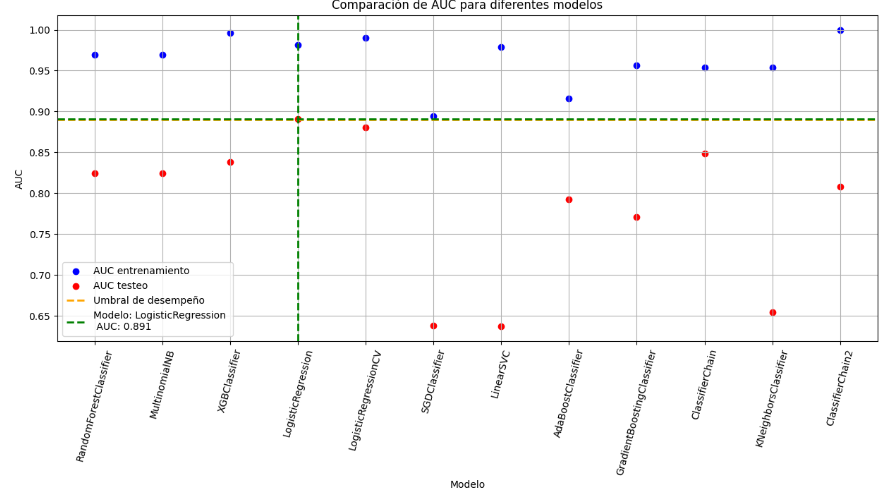 Comparación de AUC para diferentes modelos
AUC
1.00
0.95
0.90
0.85
0.80
0.75
0.70
0.65
AUC entrenamiento
AUC testeo
Umbral de desempeño
Modelo: LogisticRegression
AUC: 0.891
RandomForestClassifier
MultinomialNB
XGBClassifier
LogisticRegression
LogisticRegressionCV
SGDClassifier
LinearSVC
AdaBoostClassifier
GradientBoostingClassifier
ClassifierChain
KNeighborsClassifier
ClassifierChain2
Modelo